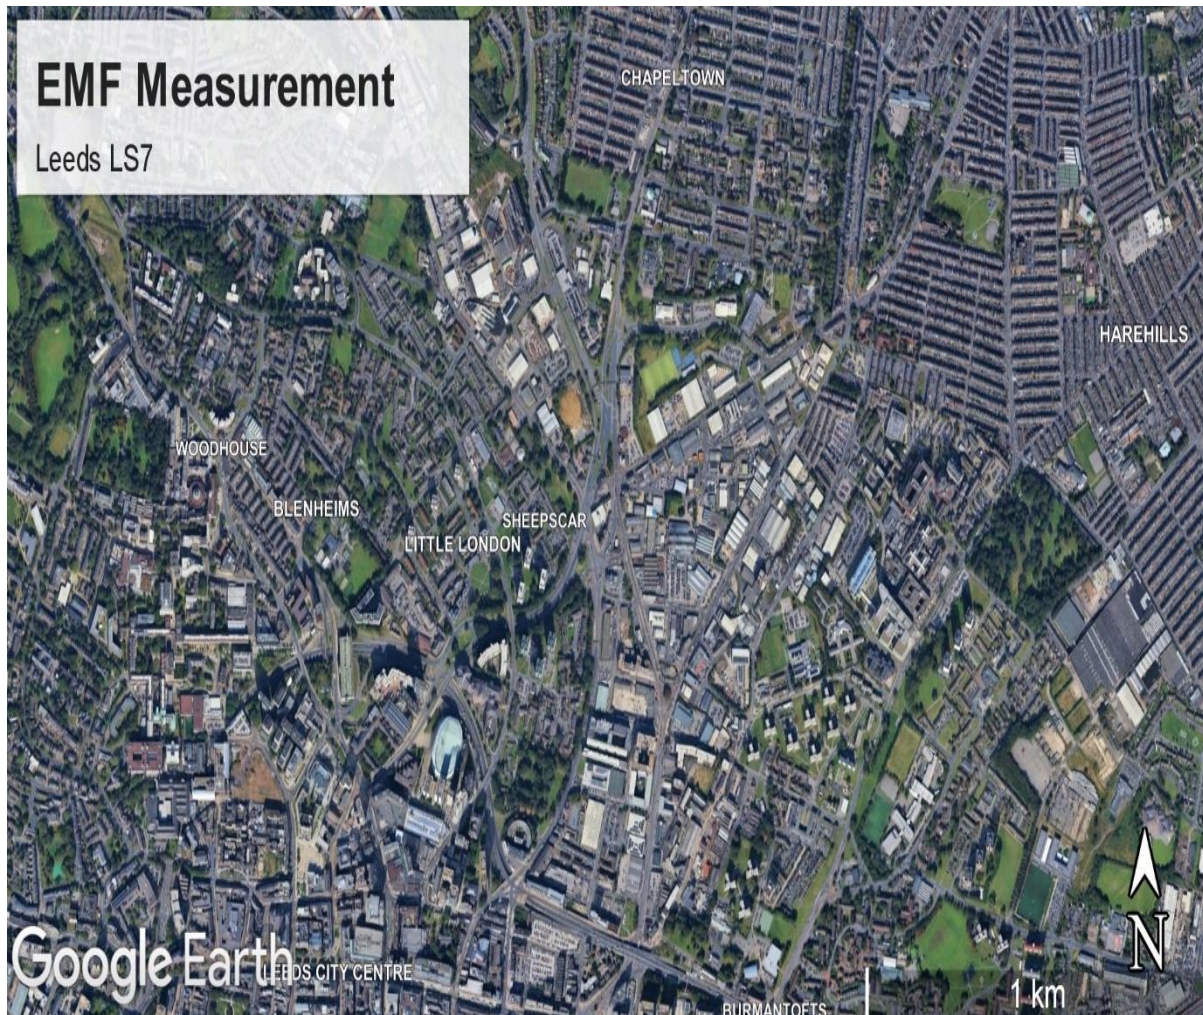 EMF Measurement
Leeds LS7
CHAPELTOWN
HAREHILLS
WOODHOUSE
BLENHEIMS
SHEEPSCAR
LITTLE LONDON
Google Earth
LEEDS CITY CENTRE
BURMANTOFTS
1 km
N